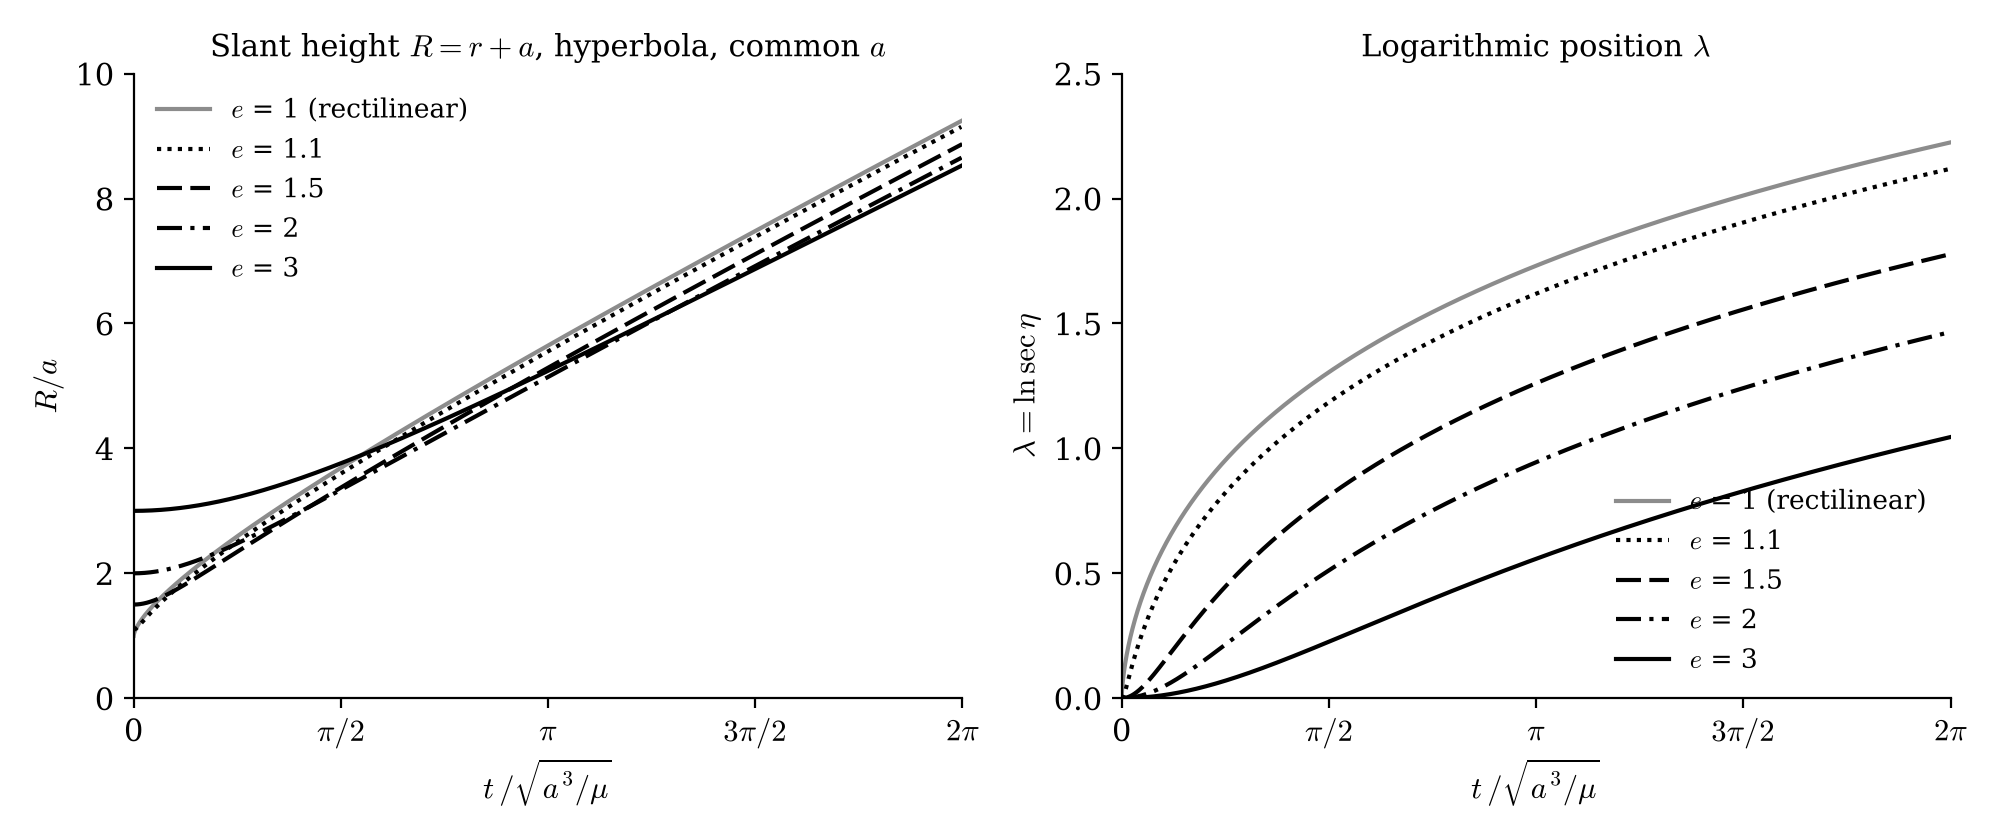 Slant height R = r + a, hyperbola, common a
10
8
6
4
2
0
R/a
e = 1 (rectilinear)
e = 1.1
e = 1.5
e = 2
e = 3
0 π/2 π 3π/2 2π
t /√a³/μ
Logarithmic position λ
2.5
2.0
1.5
1.0
0.5
0.0
λ = ln sec η
e = 1 (rectilinear)
e = 1.1
e = 1.5
e = 2
e = 3
0 π/2 π 3π/2 2π
t /√a³/μ